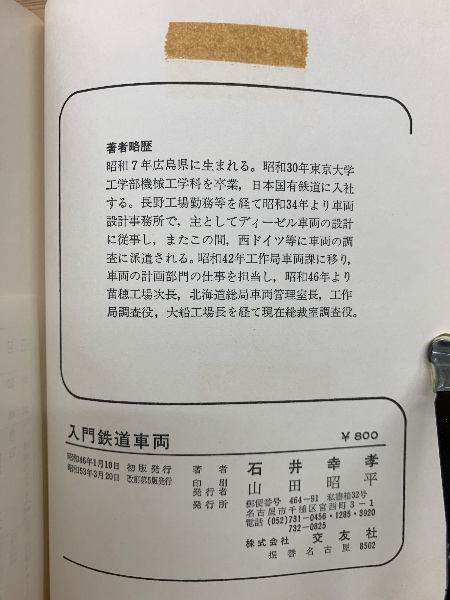 著者略歴
昭和7年広島県に生まれる。昭和30年東京大学
工学部機械工学科を卒業，日本国有鉄道に入社
する。長野工場勤務等を経て昭和34年より車両
設計事務所で，主としてディーゼル車両の設計
に従事し，またこの間，西ドイツ等に車両の調
査に派遣される。昭和42年工作局車両課に移り，
車両の計画部門の仕事を担当し，昭和46年より
苗穂工場次長，北海道総局車両管理室長，工作
局調査役，大船工場長を経て現在総裁室調査役。
入門鉄道車両 ¥800
昭和46年1月10日 初版発行 著者 石井幸孝
昭和53年3月20日 改訂第5版発行 印刷発行者 山田昭平
発行所 郵便番号 464-91 私書箱32号
名古屋市千種区宮西町3-1
電話 (052)731-0456・1285・3920
732-0825
株式会社 交友社
振替名古屋 8502